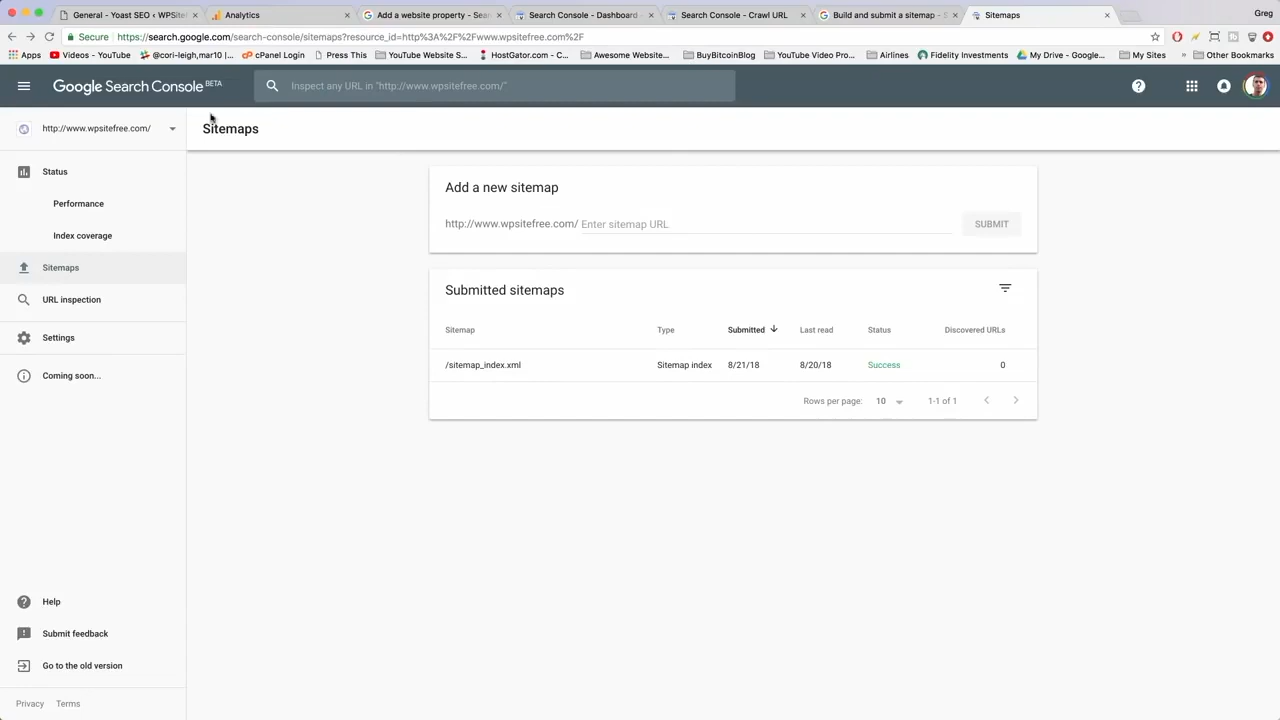 General - Yoast SEO < WPSite
Analytics
Add a website property - Sear
Search Console - Dashboard
Search Console - Crawl URL
Build and submit a sitemap - S
Sitemaps
Greg
Secure
https://search.google.com/search-console/sitemaps?resource_id=http%3A%2F%2Fwww.wpsitefree.com%2F
Apps
Videos - YouTube
@cori-leigh,mar10 |...
cPanel Login
Press This
YouTube Website S...
HostGator.com - C...
Awesome Website...
BuyBitcoinBlog
YouTube Video Pro...
Airlines
Fidelity Investments
My Drive - Google...
My Sites
»
Other Bookmarks
Google Search Console BETA
Inspect any URL in "http://www.wpsitefree.com/"
http://www.wpsitefree.com/
Sitemaps
Status
Performance
Index coverage
Sitemaps
URL inspection
Settings
Coming soon...
Add a new sitemap
http://www.wpsitefree.com/ Enter sitemap URL
SUBMIT
Submitted sitemaps
Sitemap Type Submitted Last read Status Discovered URLs
/sitemap_index.xml Sitemap index 8/21/18 8/20/18 Success 0
Rows per page: 10 1-1 of 1
Help
Submit feedback
Go to the old version
Privacy Terms